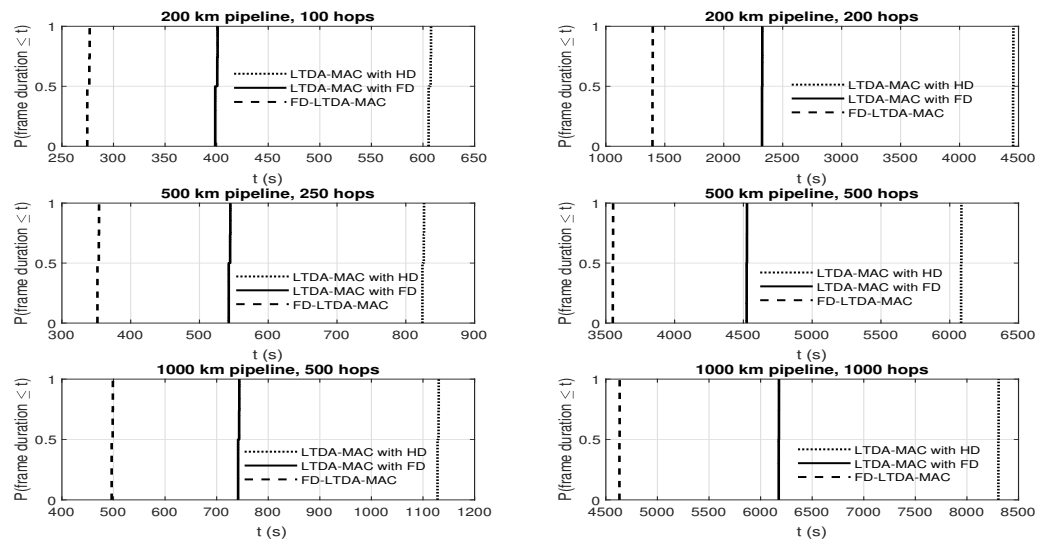 200 km pipeline, 100 hops
P(frame duration ≤ t)
1
0.5
0
LTDA-MAC with HD
LTDA-MAC with FD
FD-LTDA-MAC
250 300 350 400 450 500 550 600 650
t (s)
200 km pipeline, 200 hops
P(frame duration ≤ t)
1
0.5
0
LTDA-MAC with HD
LTDA-MAC with FD
FD-LTDA-MAC
1000 1500 2000 2500 3000 3500 4000 4500
t (s)
500 km pipeline, 250 hops
P(frame duration ≤ t)
1
0.5
0
LTDA-MAC with HD
LTDA-MAC with FD
FD-LTDA-MAC
300 400 500 600 700 800 900
t (s)
500 km pipeline, 500 hops
P(frame duration ≤ t)
1
0.5
0
LTDA-MAC with HD
LTDA-MAC with FD
FD-LTDA-MAC
3500 4000 4500 5000 5500 6000 6500
t (s)
1000 km pipeline, 500 hops
P(frame duration ≤ t)
1
0.5
0
LTDA-MAC with HD
LTDA-MAC with FD
FD-LTDA-MAC
400 500 600 700 800 900 1000 1100 1200
t (s)
1000 km pipeline, 1000 hops
P(frame duration ≤ t)
1
0.5
0
LTDA-MAC with HD
LTDA-MAC with FD
FD-LTDA-MAC
4500 5000 5500 6000 6500 7000 7500 8000 8500
t (s)